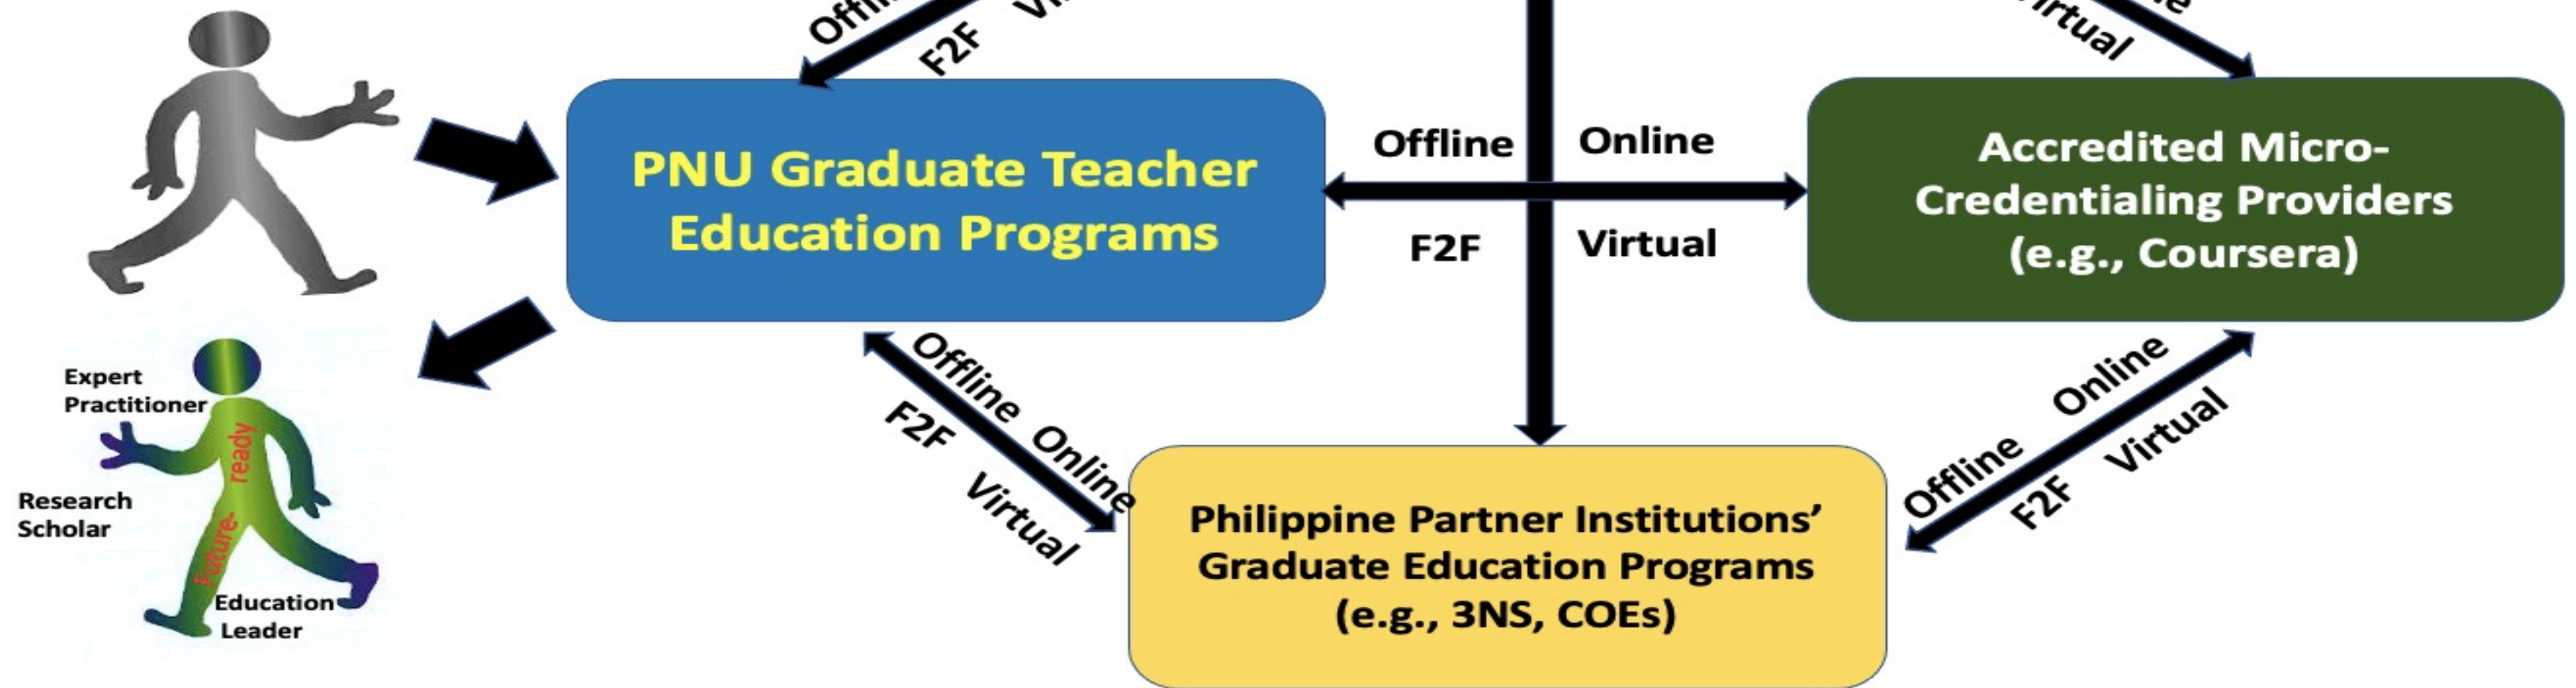 F2F
Virtual
PNU Graduate Teacher
Education Programs
Offline
Online
F2F
Virtual
Accredited Micro-
Credentialing Providers
(e.g., Coursera)
Offline Online
F2F Virtual
Offline Online
F2F Virtual
Expert
Practitioner
Research
Scholar
Future-
ready
Education
Leader
Philippine Partner Institutions’
Graduate Education Programs
(e.g., 3NS, COEs)